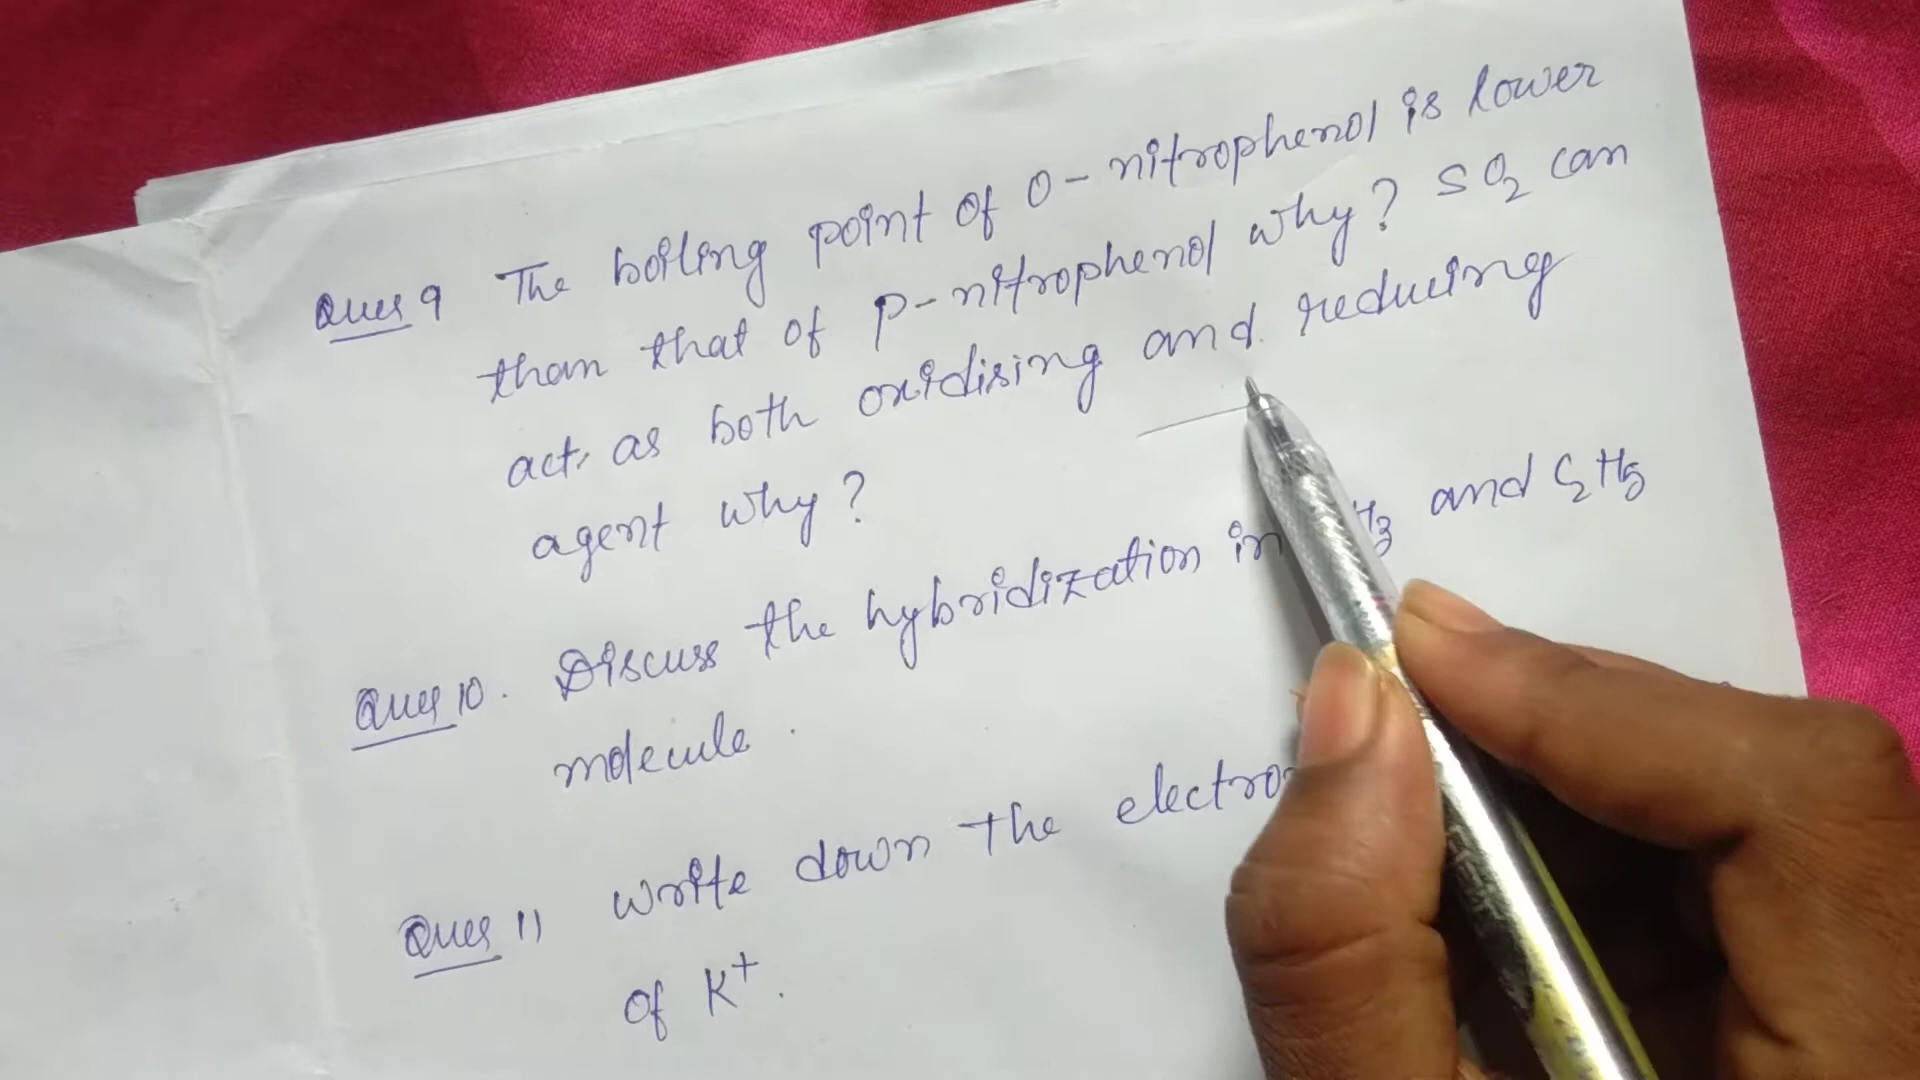 Ques 9 The boiling point of o-nitrophenol is lower
than that of p-nitrophenol why? SO2 can
act as both oxidising and reducing
agent why?
Ques 10. Discuss the hybridization in H3 and C2H5
molecule.
Ques 11 Write down the electro
of K+.